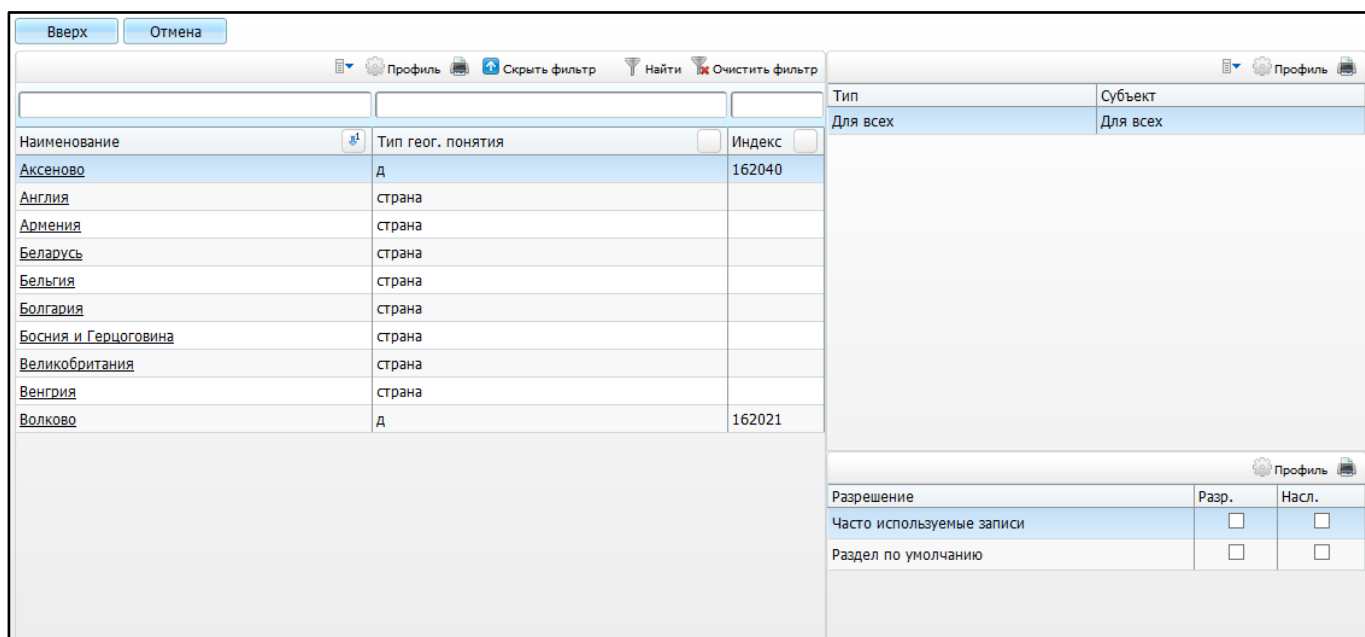 Вверх Отмена
Профиль Скрыть фильтр Найти Очистить фильтр
Профиль
Тип Субъект
Для всех Для всех
Наименование 1 Тип геог. понятия Индекс
Аксеново д 162040
Англия страна
Армения страна
Беларусь страна
Бельгия страна
Болгария страна
Босния и Герцоговина страна
Великобритания страна
Венгрия страна
Волково д 162021
Профиль
Разрешение Разр. Насл.
Часто используемые записи
Раздел по умолчанию